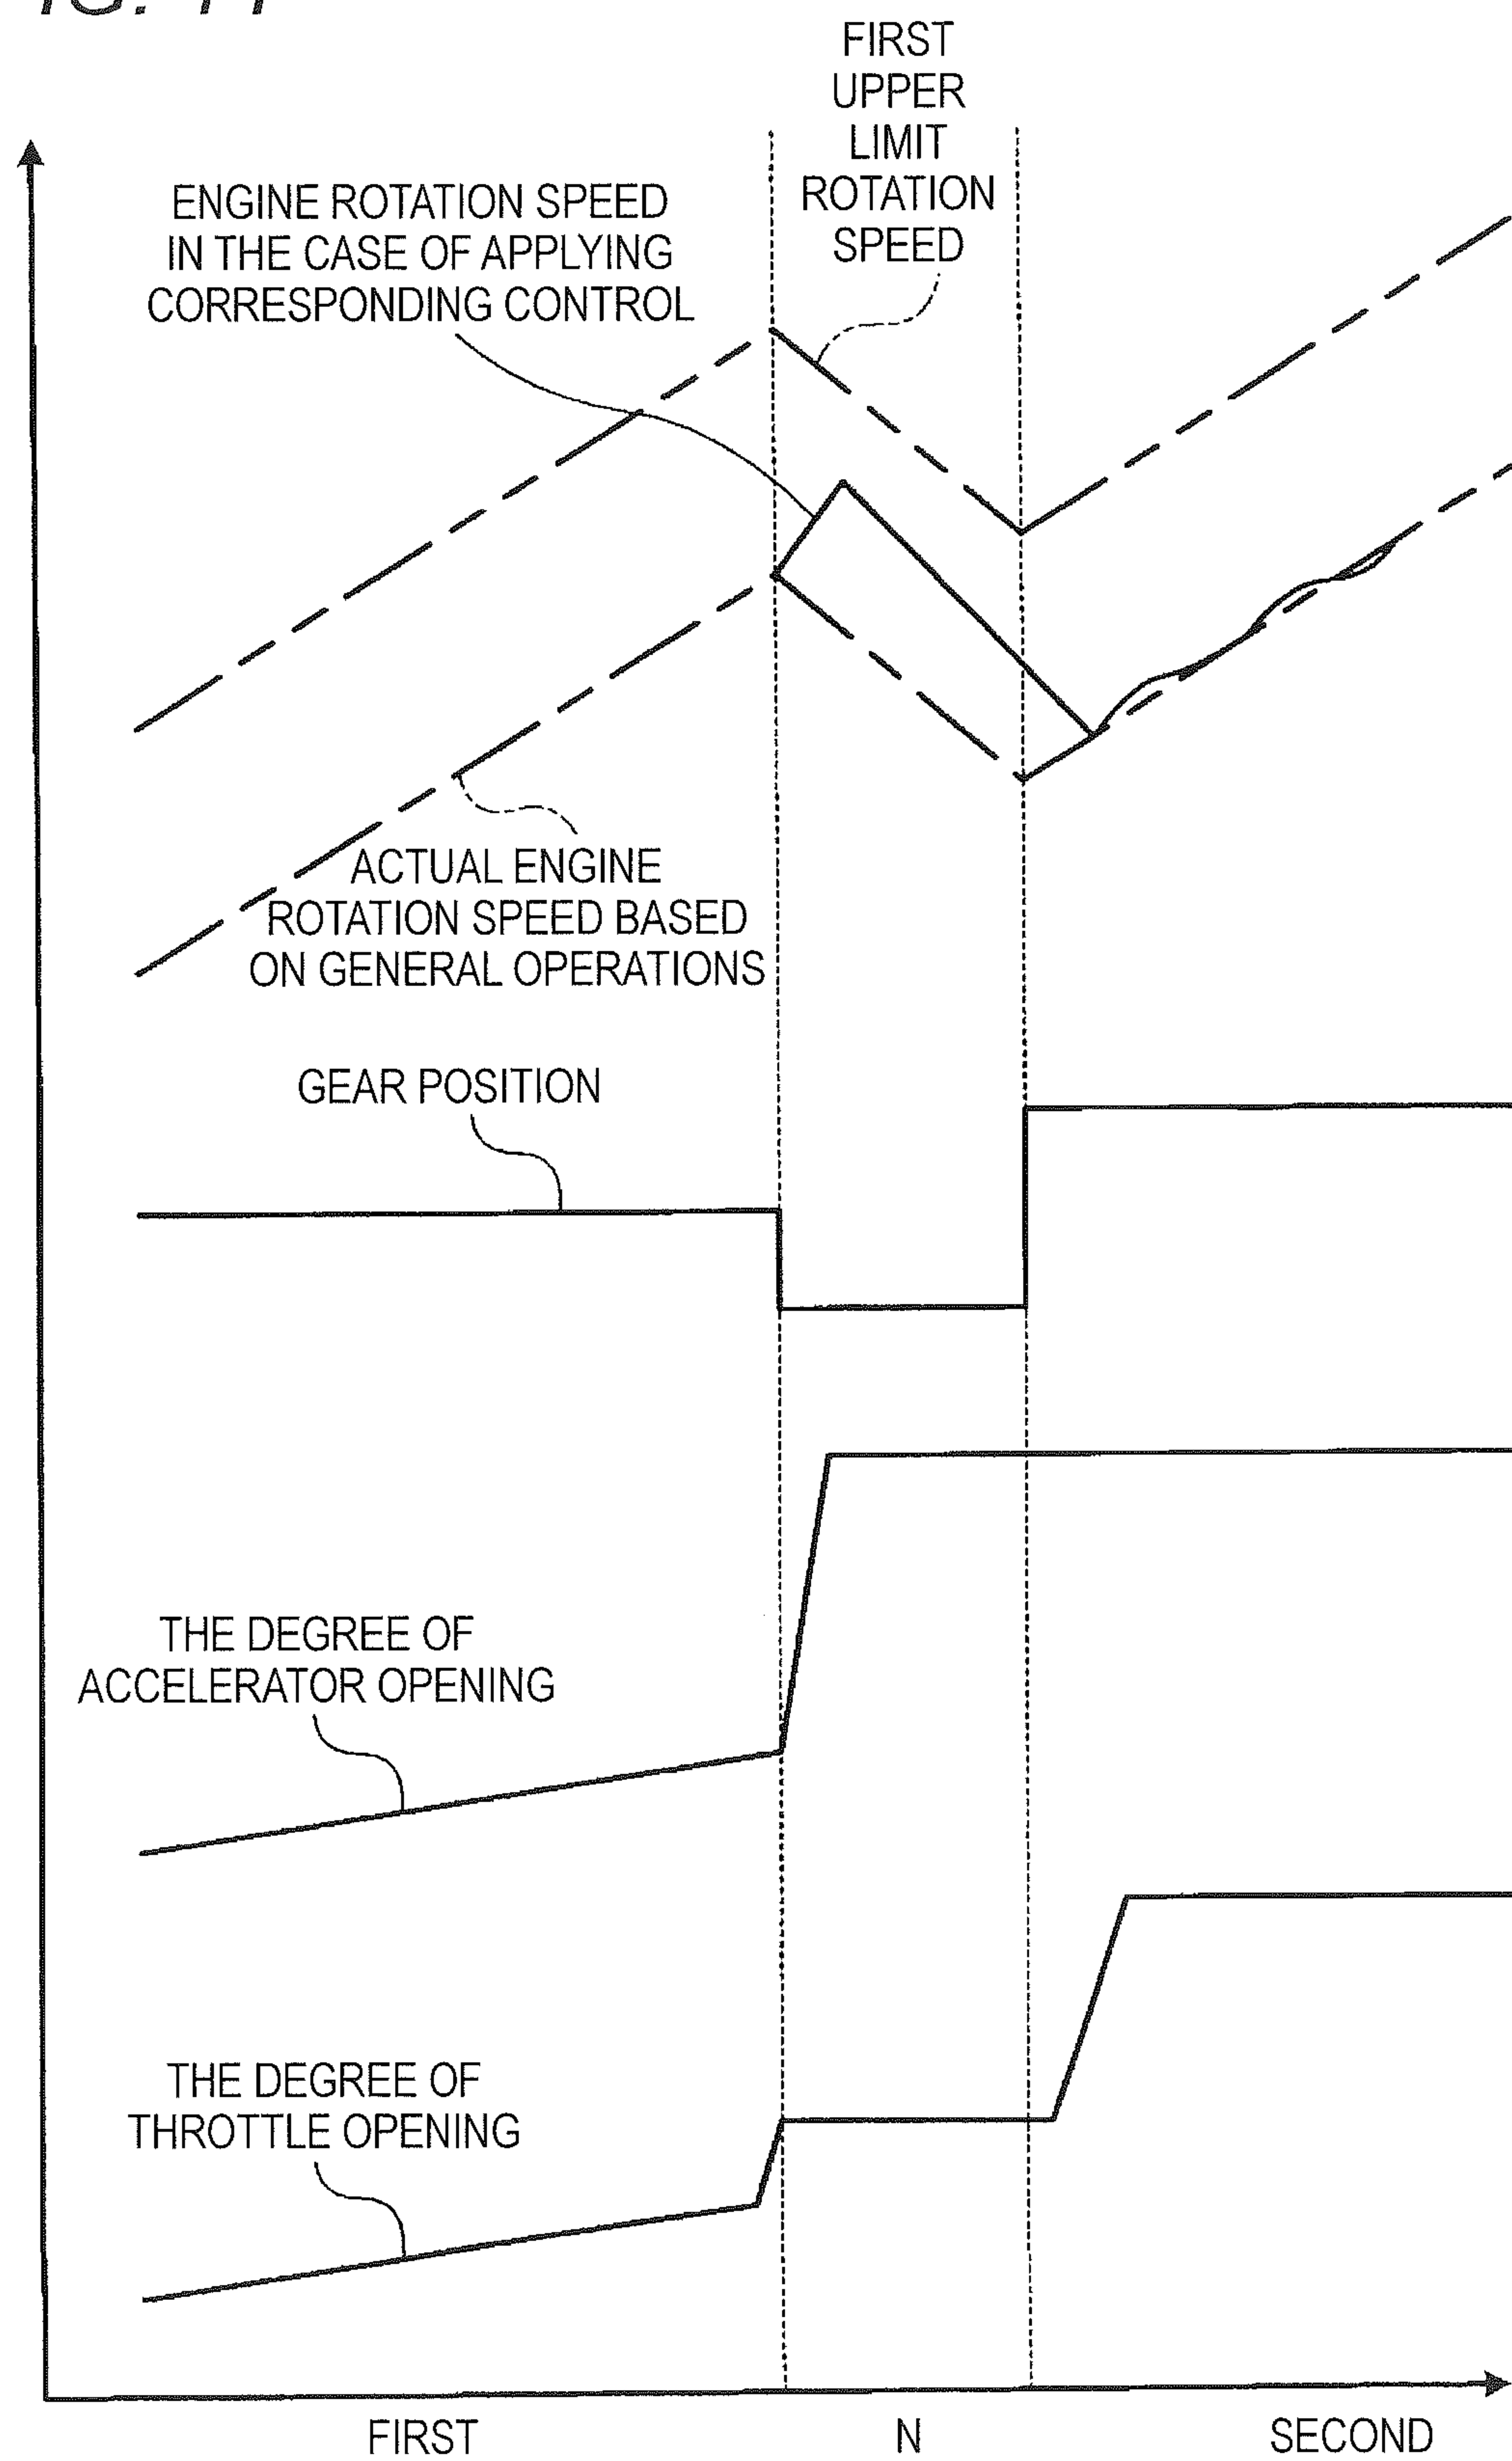 FIRST
UPPER
LIMIT
ROTATION
SPEED
ENGINE ROTATION SPEED
IN THE CASE OF APPLYING
CORRESPONDING CONTROL
ACTUAL ENGINE
ROTATION SPEED BASED
ON GENERAL OPERATIONS
GEAR POSITION
THE DEGREE OF
ACCELERATOR OPENING
THE DEGREE OF
THROTTLE OPENING
FIRST N SECOND